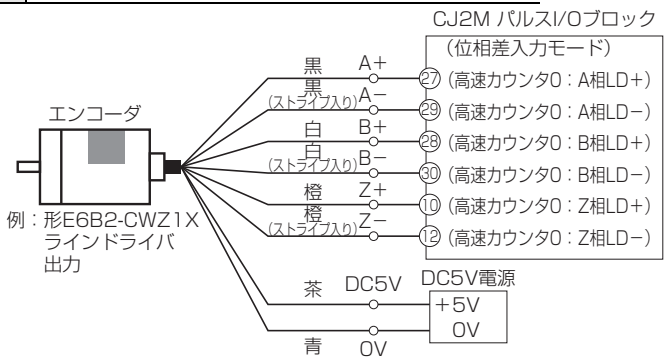 CJ2M パルスI/Oブロック
(位相差入力モード)
エンコーダ
例：形E6B2-CWZ1X
ラインドライバ
出力
黒 A+ ㉗ (高速カウンタ0：A相LD+)
黒 (ストライプ入り) A- ㉙ (高速カウンタ0：A相LD-)
白 B+ ㉘ (高速カウンタ0：B相LD+)
白 (ストライプ入り) B- ㉚ (高速カウンタ0：B相LD-)
橙 Z+ ⑩ (高速カウンタ0：Z相LD+)
橙 (ストライプ入り) Z- ⑫ (高速カウンタ0：Z相LD-)
茶 DC5V
青 0V
DC5V電源
+5V
0V